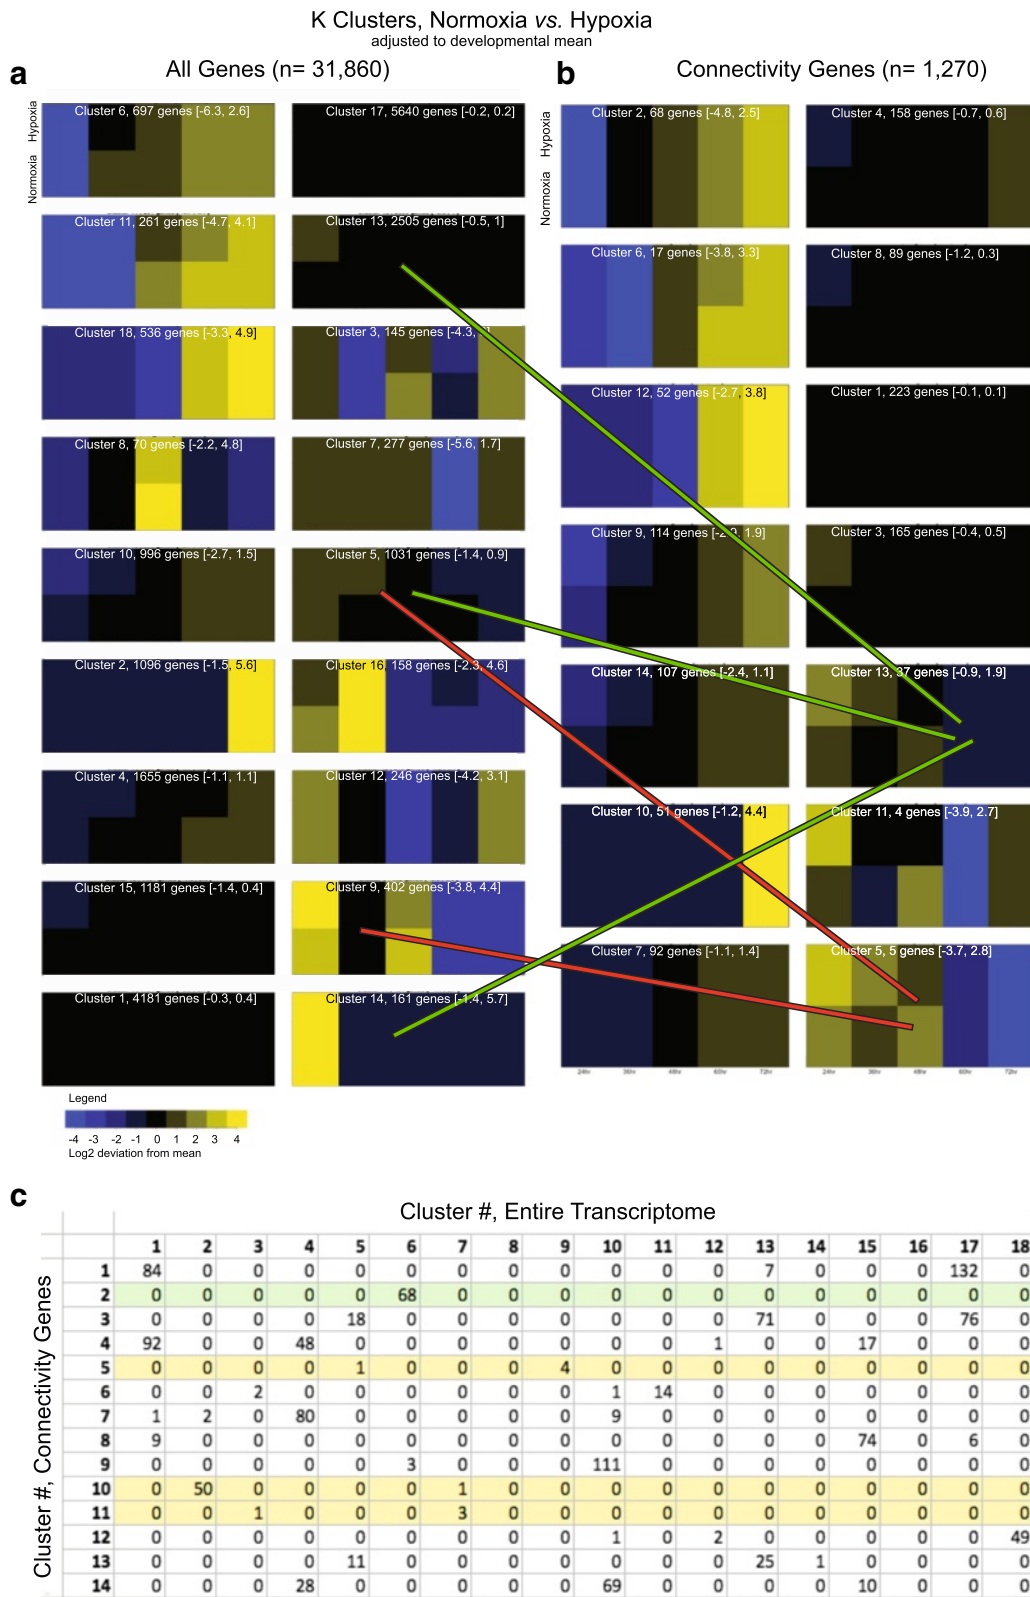 K Clusters, Normoxia vs. Hypoxia
adjusted to developmental mean
a
All Genes (n= 31,860)
Hypoxia
Normoxia
Cluster 6, 697 genes [-6.3, 2.6]
Cluster 17, 5640 genes [-0.2, 0.2]
Cluster 11, 261 genes [-4.7, 4.1]
Cluster 13, 2505 genes [-0.5, 1]
Cluster 18, 536 genes [-3.3, 4.9]
Cluster 3, 145 genes [-4.3,
Cluster 8, 70 genes [-2.2, 4.8]
Cluster 7, 277 genes [-5.6, 1.7]
Cluster 10, 996 genes [-2.7, 1.5]
Cluster 5, 1031 genes [-1.4, 0.9]
Cluster 2, 1096 genes [-1.5, 5.6]
Cluster 16, 158 genes [-2.3, 4.6]
Cluster 4, 1655 genes [-1.1, 1.1]
Cluster 12, 246 genes [-4.2, 3.1]
Cluster 15, 1181 genes [-1.4, 0.4]
Cluster 9, 402 genes [-3.8, 4.4]
Cluster 1, 4181 genes [-0.3, 0.4]
Cluster 14, 161 genes [-1.4, 5.7]
Legend
-4 -3 -2 -1 0 1 2 3 4
Log2 deviation from mean
b
Connectivity Genes (n= 1,270)
Hypoxia
Normoxia
Cluster 2, 68 genes [-4.8, 2.5]
Cluster 4, 158 genes [-0.7, 0.6]
Cluster 6, 17 genes [-3.8, 3.3]
Cluster 8, 89 genes [-1.2, 0.3]
Cluster 12, 52 genes [-2.7, 3.8]
Cluster 1, 223 genes [-0.1, 0.1]
Cluster 9, 114 genes 1.9]
Cluster 3, 165 genes [-0.4, 0.5]
Cluster 14, 107 genes [-2.4, 1.1]
Cluster 13, 37 genes [-0.9, 1.9]
Cluster 10, 51 genes [-1.2, 4.4]
Cluster 11, 4 genes [-3.9, 2.7]
Cluster 7, 92 genes [-1.1, 1.4]
Cluster 5, 5 genes [-3.7, 2.8]
24hr 36hr 48hr 60hr 72hr
24hr 36hr 48hr 60hr 72hr
c
Cluster #, Entire Transcriptome
Cluster #, Connectivity Genes
1 2 3 4 5 6 7 8 9 10 11 12 13 14 15 16 17 18
1 84 0 0 0 0 0 0 0 0 0 0 0 7 0 0 0 132 0
2 0 0 0 0 0 68 0 0 0 0 0 0 0 0 0 0 0 0
3 0 0 0 0 18 0 0 0 0 0 0 0 71 0 0 0 76 0
4 92 0 0 48 0 0 0 0 0 0 0 1 0 0 17 0 0 0
5 0 0 0 0 1 0 0 0 4 0 0 0 0 0 0 0 0 0
6 0 0 2 0 0 0 0 0 0 1 14 0 0 0 0 0 0 0
7 1 2 0 80 0 0 0 0 0 9 0 0 0 0 0 0 0 0
8 9 0 0 0 0 0 0 0 0 0 0 0 0 0 74 0 6 0
9 0 0 0 0 0 3 0 0 0 111 0 0 0 0 0 0 0 0
10 0 50 0 0 0 0 1 0 0 0 0 0 0 0 0 0 0 0
11 0 0 1 0 0 0 3 0 0 0 0 0 0 0 0 0 0 0
12 0 0 0 0 0 0 0 0 0 1 0 2 0 0 0 0 0 49
13 0 0 0 0 11 0 0 0 0 0 0 0 25 1 0 0 0 0
14 0 0 0 28 0 0 0 0 0 69 0 0 0 0 10 0 0 0